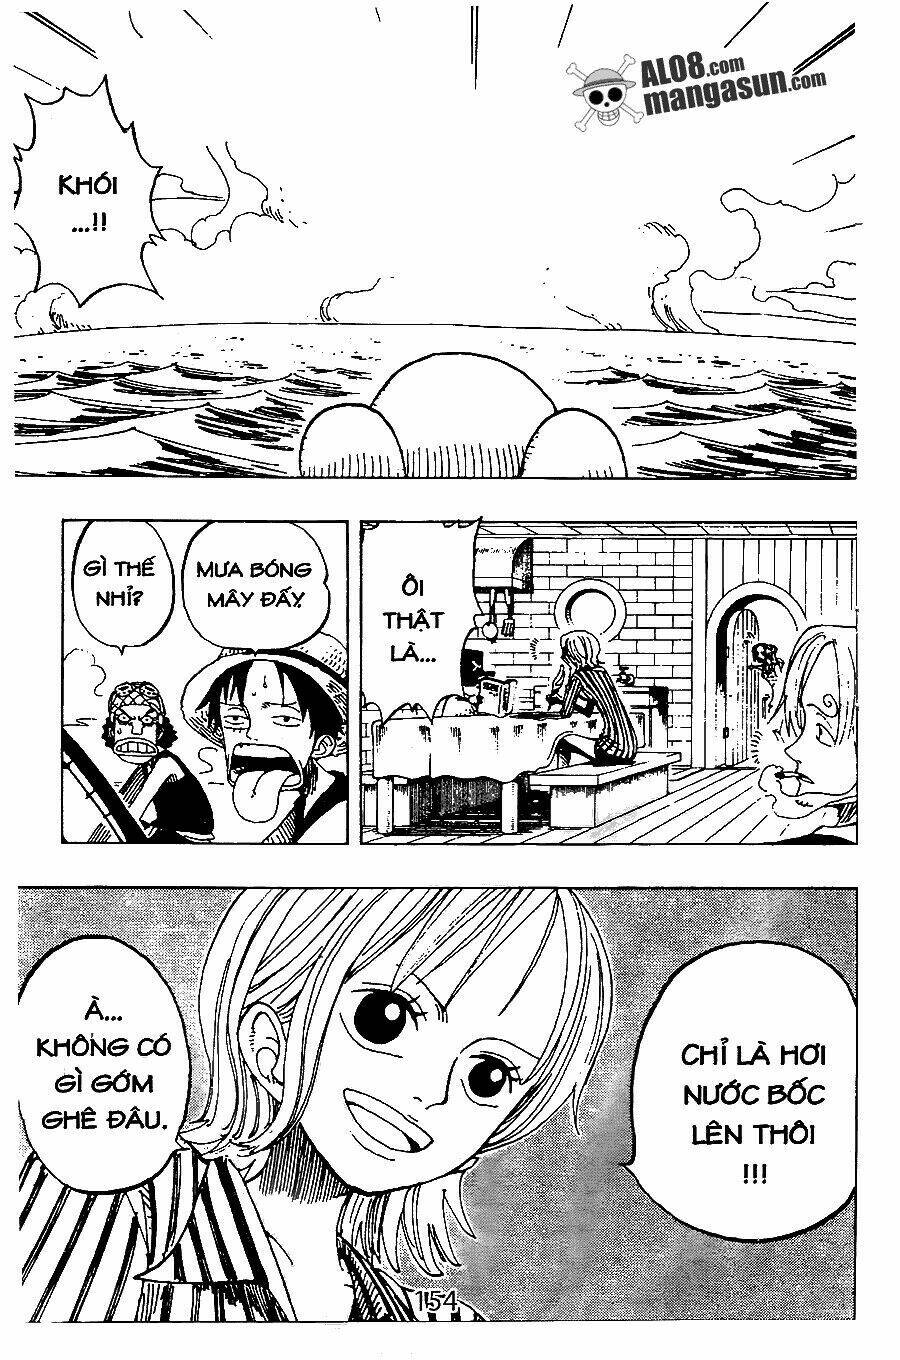 AL08.com
mangasun.com
KHÓI
...!!
GÌ THẾ
NHỈ?
MƯA BÓNG
MÂY ĐẤY.
ÔI
THẬT
LÀ...
À...
KHÔNG CÓ
GÌ GỚM
GHÊ ĐÂU.
CHỈ LÀ HƠI
NƯỚC BỐC
LÊN THÔI
!!!
154